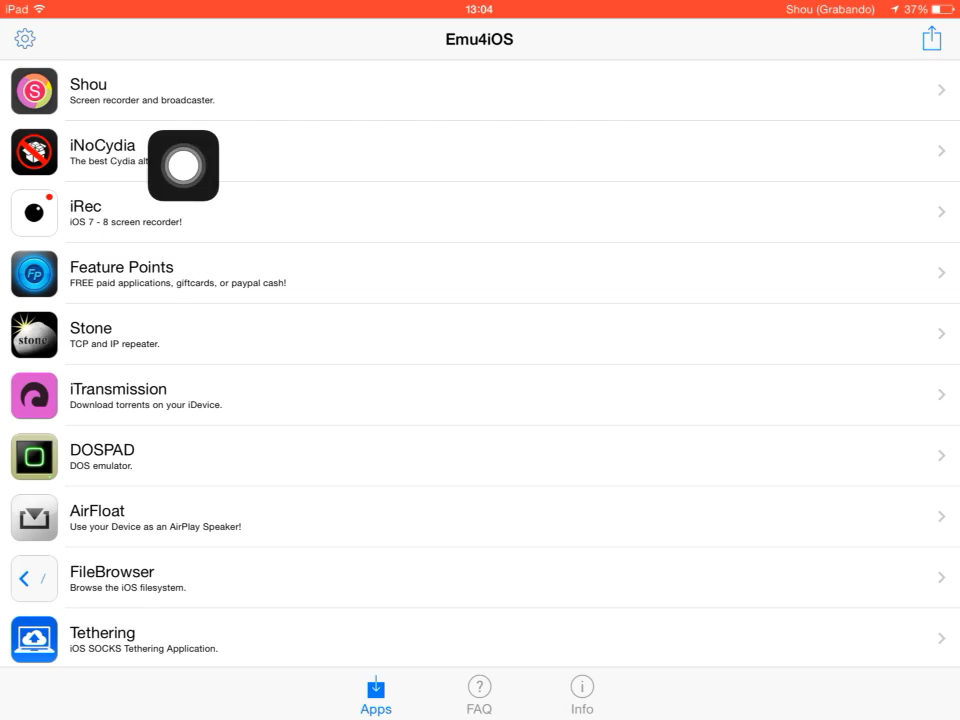 iPad 13:04 Shou (Grabando) 37%
Emu4iOS
S
Shou
Screen recorder and broadcaster.
iNoCydia
The best Cydia alt
iRec
iOS 7 - 8 screen recorder!
FP
Feature Points
FREE paid applications, giftcards, or paypal cash!
stone
Stone
TCP and IP repeater.
iTransmission
Download torrents on your iDevice.
DOSPAD
DOS emulator.
AirFloat
Use your Device as an AirPlay Speaker!
/
FileBrowser
Browse the iOS filesystem.
Tethering
iOS SOCKS Tethering Application.
Apps ? FAQ i Info